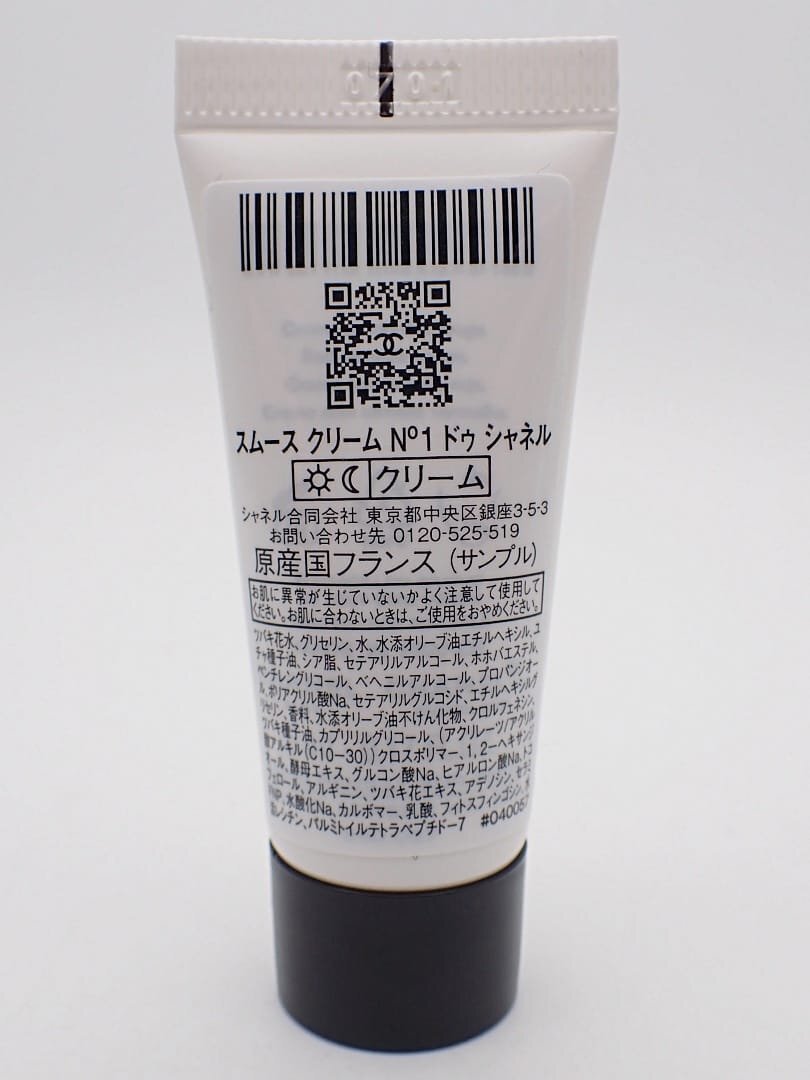 0701
スムース クリーム Nº1 ドゥ シャネル
クリーム
シャネル合同会社 東京都中央区銀座3-5-3
お問い合わせ先 0120-525-519
原産国フランス (サンプル)
お肌に異常が生じていないかよく注意して使用して
ください。お肌に合わないときは、ご使用をおやめください。
ツバキ花水、グリセリン、水、水添オリーブ油エチルヘキシル、ユ
チャ種子油、シア脂、セテアリルアルコール、ホホバエステル、
ペンチレングリコール、ベヘニルアルコール、プロパンジオー
ル、ポリアクリル酸Na、セテアリルグルコシド、エチルヘキシルグ
リセリン、香料、水添オリーブ油不けん化物、クロルフェネシン、
ツバキ種子油、カプリリルグリコール、(アクリレーツ/アクリル
酸アルキル(C10-30))クロスポリマー、1,2-ヘキサンジ
オール、酵母エキス、グルコン酸Na、ヒアルロン酸Na、トコ
フェロール、アルギニン、ツバキ花エキス、アデノシン、セラミ
ドNP、水酸化Na、カルボマー、乳酸、フィトスフィンゴシン、水
添レシチン、パルミトイルテトラペプチドー7 #040057